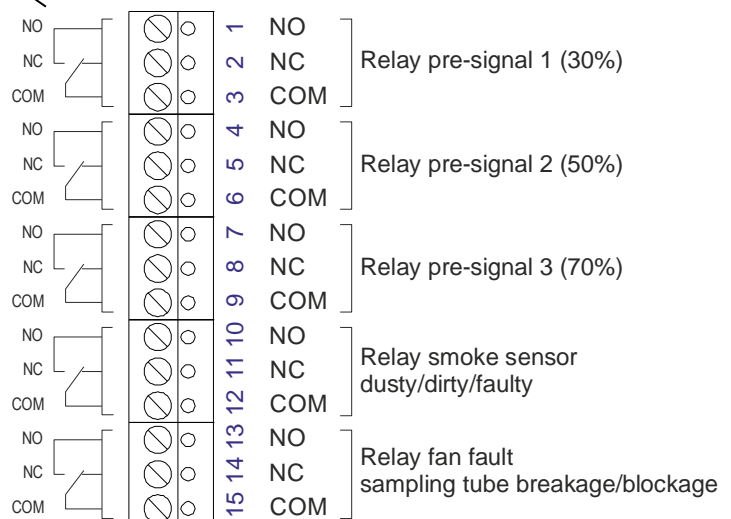 NO 1 NO
NC 2 NC Relay pre-signal 1 (30%)
COM 3 COM
NO 4 NO
NC 5 NC Relay pre-signal 2 (50%)
COM 6 COM
NO 7 NO
NC 8 NC Relay pre-signal 3 (70%)
COM 9 COM
NO 10 NO
Relay smoke sensor
NC 11 NC
dusty/dirty/faulty
COM 12 COM
NO 13 NO
Relay fan fault
NC 14 NC
sampling tube breakage/blockage
COM 15 COM